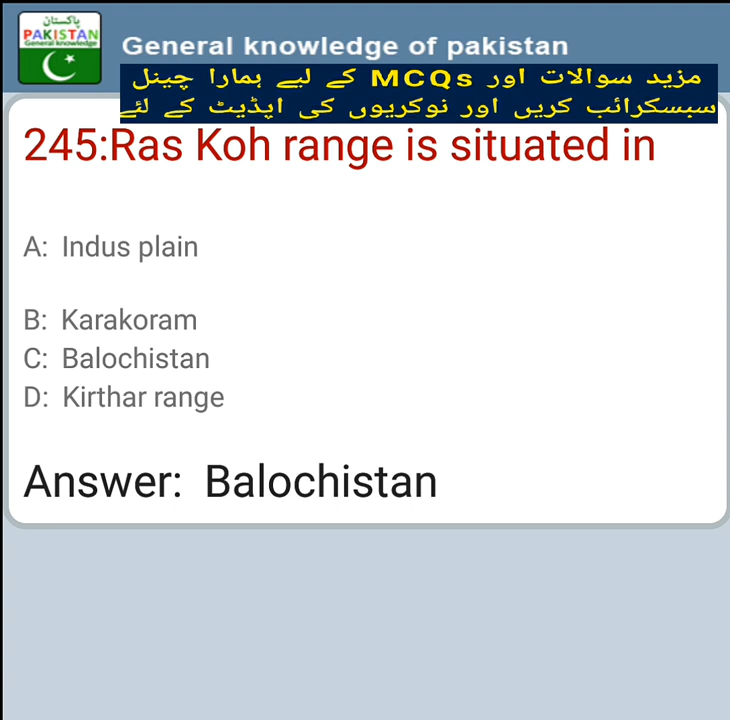 پاکستان
PAKISTAN
General knowledge
General knowledge of pakistan
مزید سوالات اور MCQs کے لیے ہمارا چینل
سبسکرائب کریں اور نوکریوں کی اپڈیٹ کے لئے
245:Ras Koh range is situated in
A: Indus plain
B: Karakoram
C: Balochistan
D: Kirthar range
Answer: Balochistan